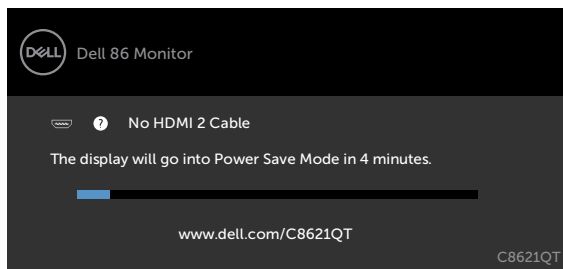 DELL
Dell 86 Monitor
? No HDMI 2 Cable
The display will go into Power Save Mode in 4 minutes.
www.dell.com/C8621QT
C8621QT